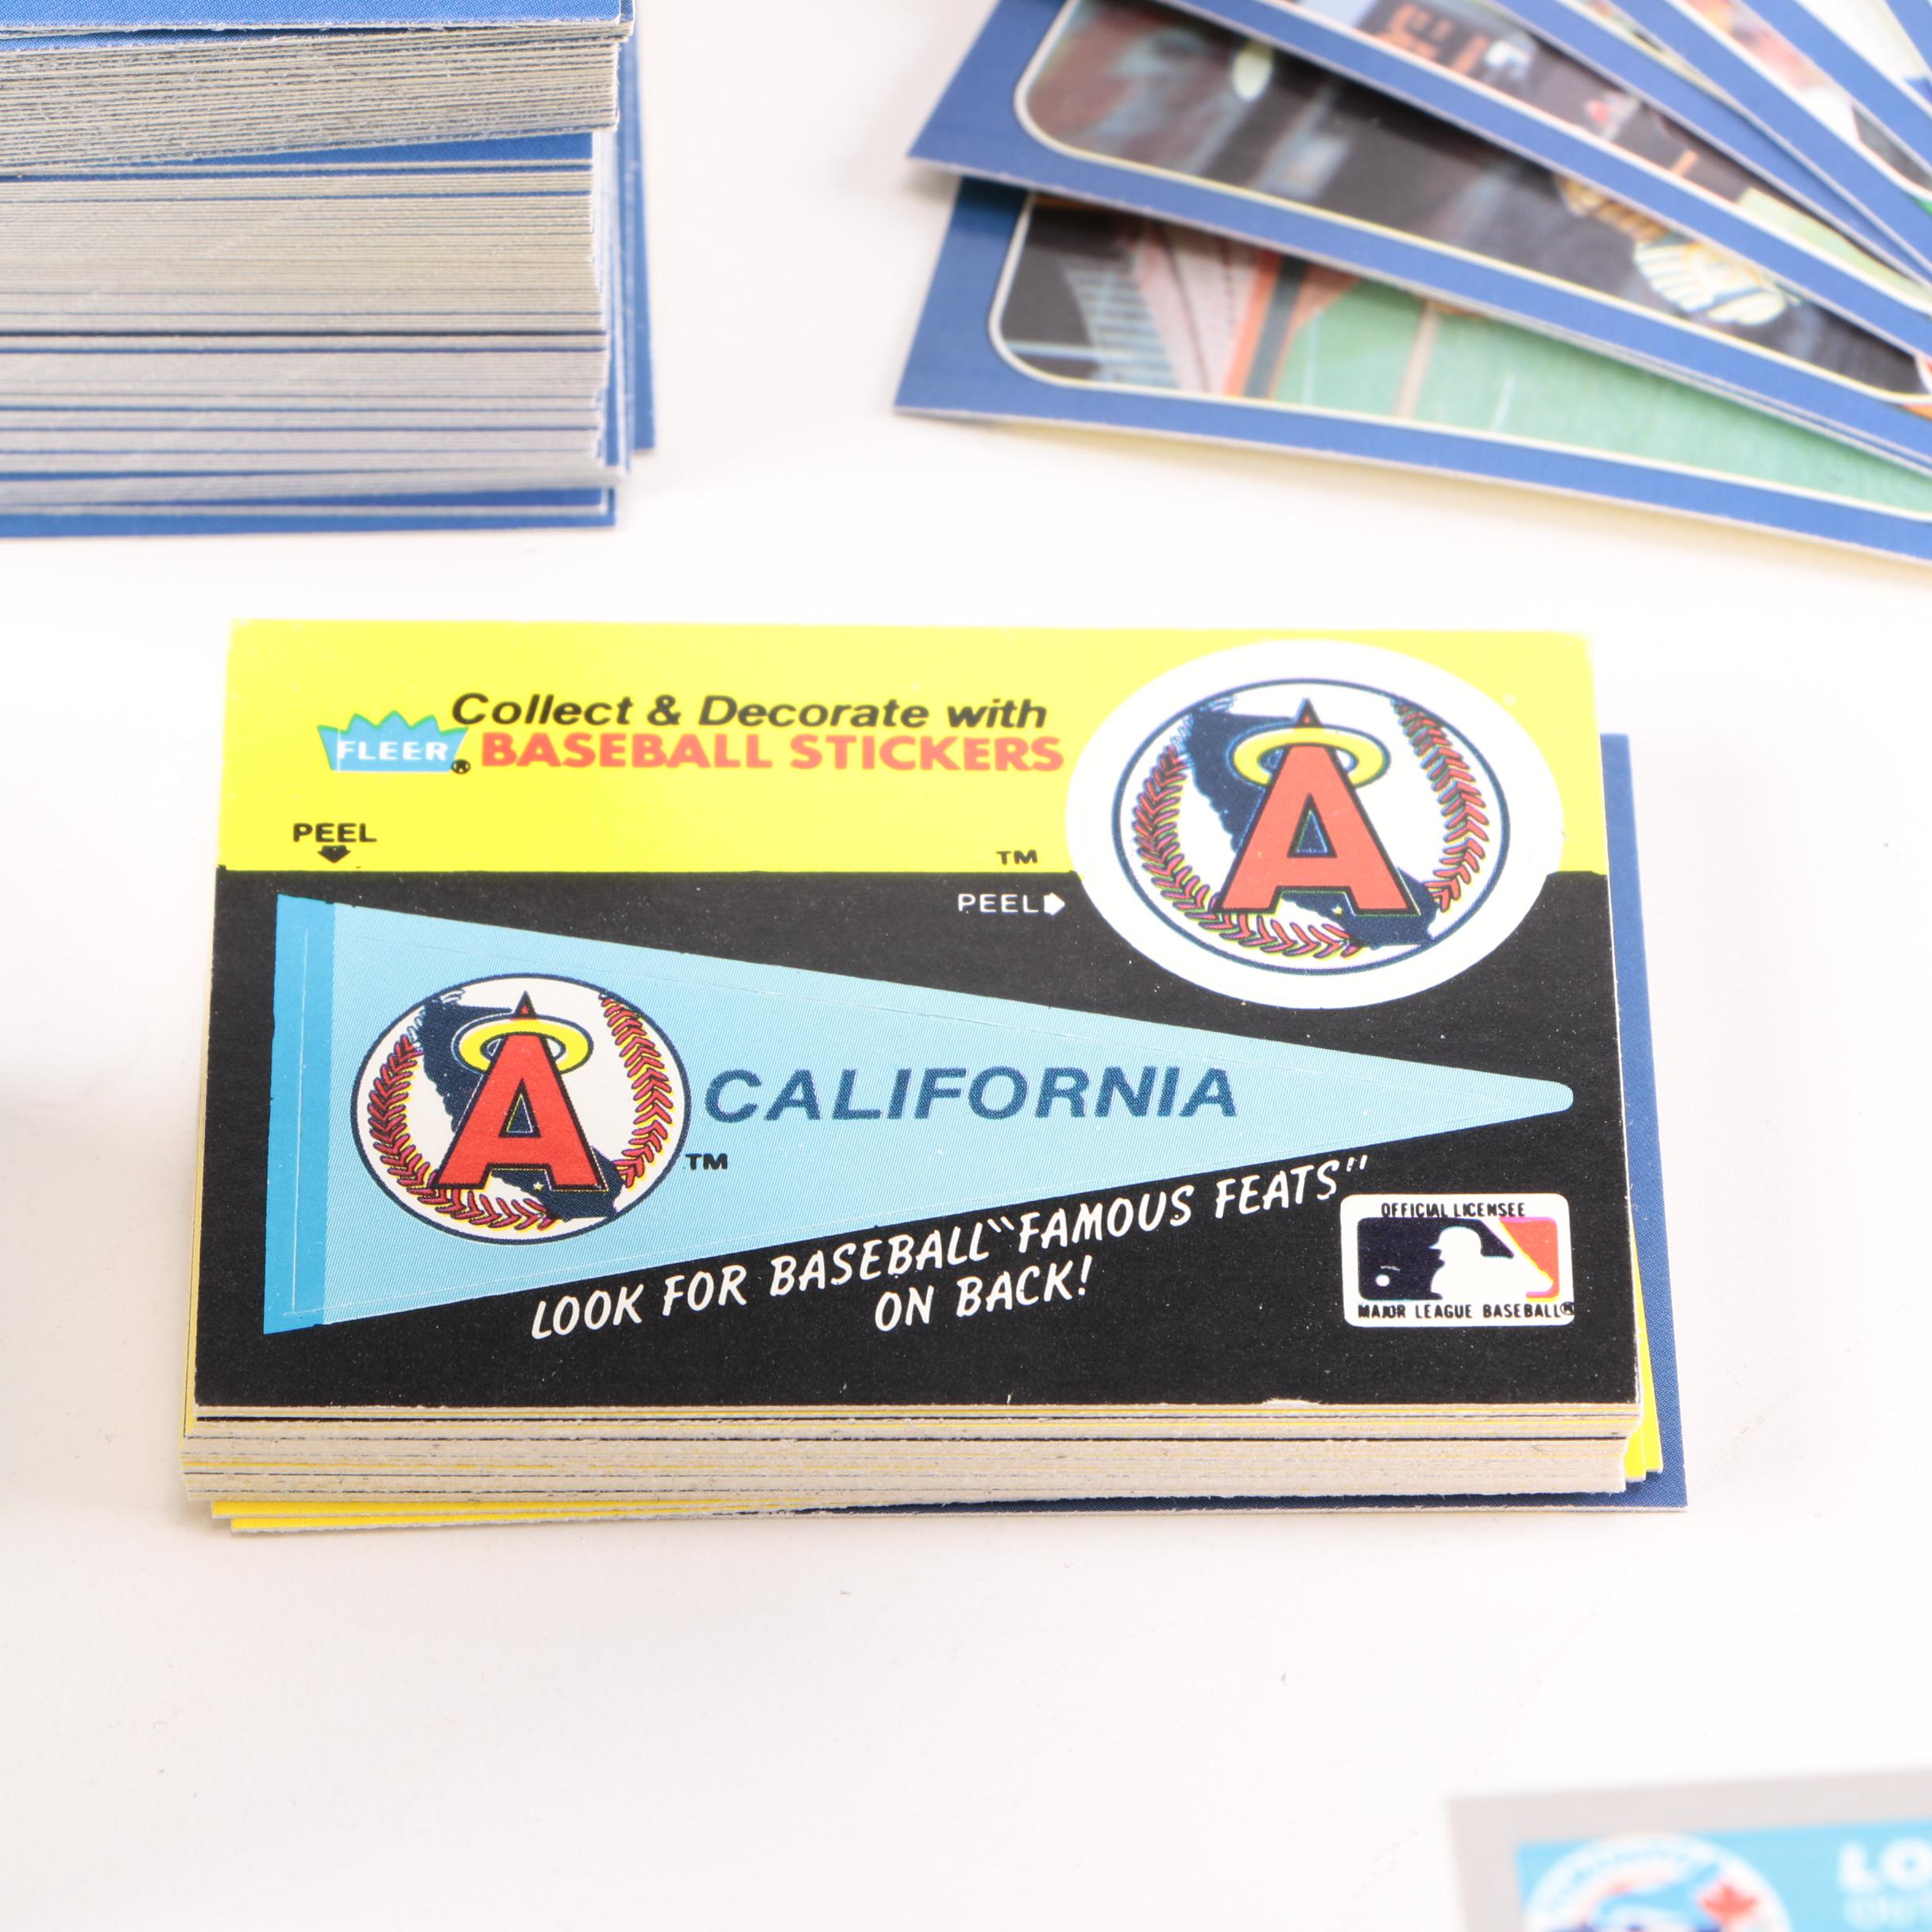 Collect & Decorate with
FLEER® BASEBALL STICKERS
PEEL
TM
PEEL
A
A
CALIFORNIA
TM
LOOK FOR BASEBALL "FAMOUS FEATS"
ON BACK!
OFFICIAL LICENSEE
MAJOR LEAGUE BASEBALL®
LO